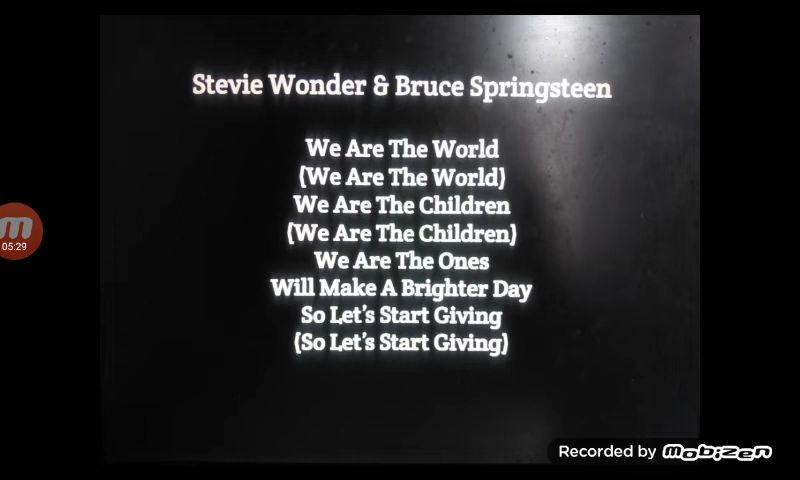 Stevie Wonder & Bruce Springsteen
We Are The World
(We Are The World)
We Are The Children
(We Are The Children)
We Are The Ones
Will Make A Brighter Day
So Let's Start Giving
(So Let's Start Giving)
m
05:29
Recorded by mobizen